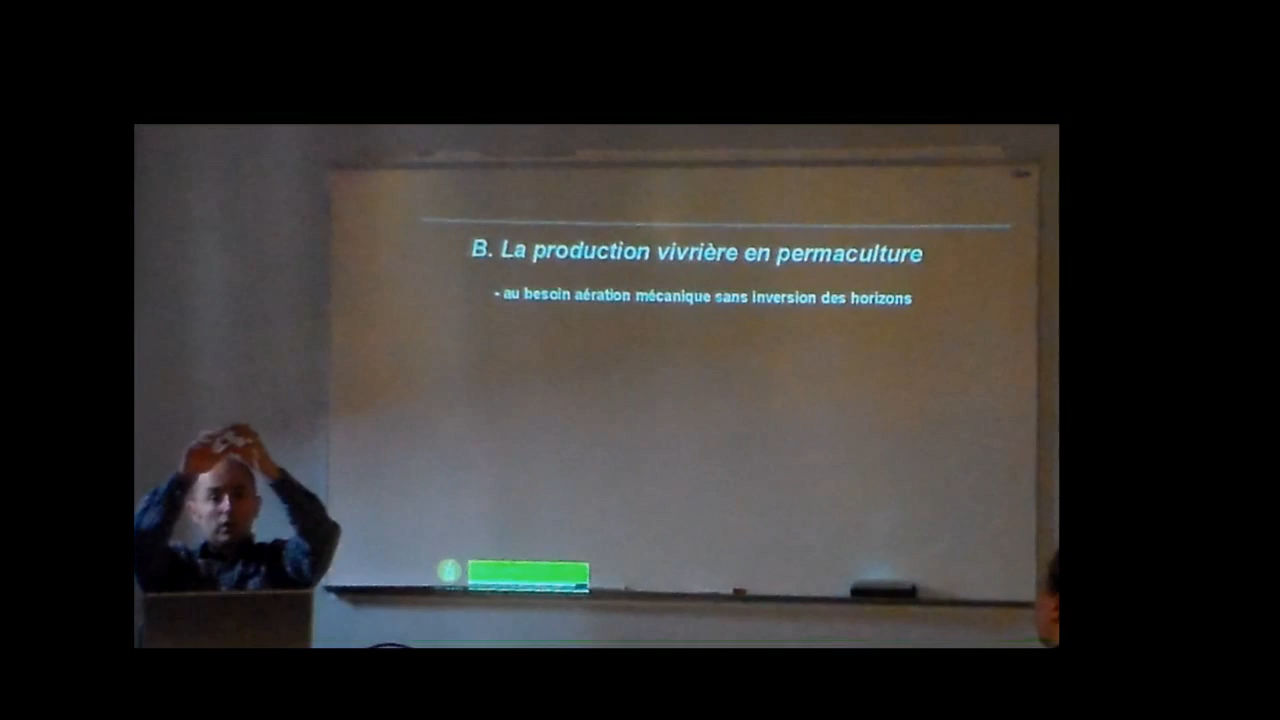 B. La production vivrière en permaculture
- au besoin aération mécanique sans inversion des horizons